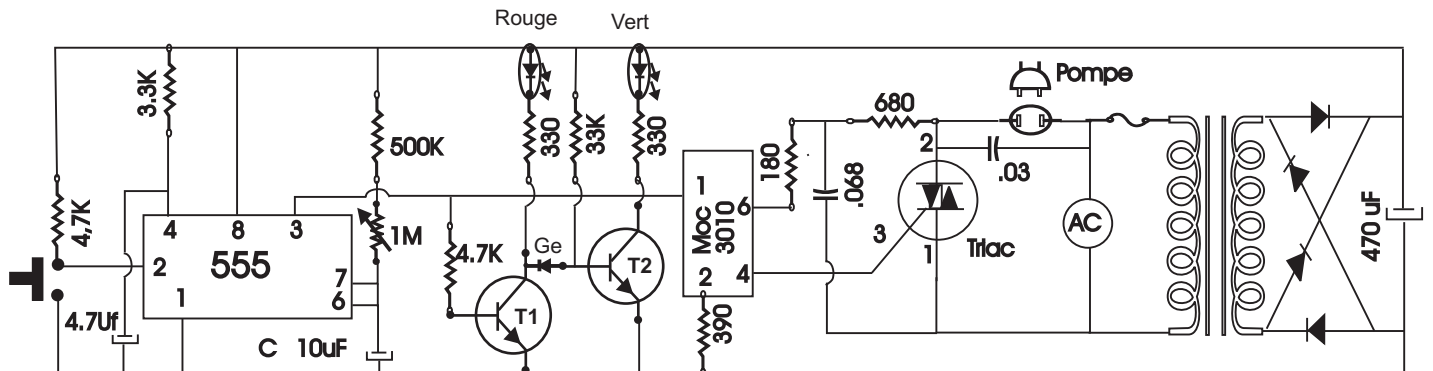 Rouge
Vert
Pompe
3.3K
680
500K
330
33K
330
180
2
.068
.03
1
4,7K
4
8
3
1M
Moc
3010
6
AC
470 uF
Ge
3
Triac
1
555
2
4.7K
T2
7
2
4
1
6
T1
4.7Uf
390
C 10uF